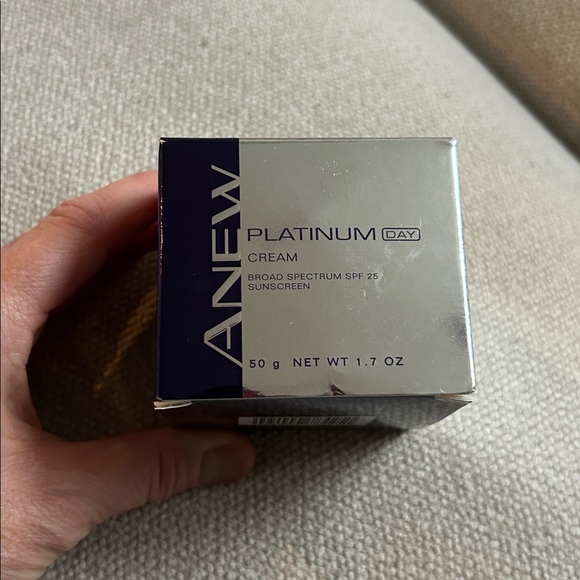 ANEW
PLATINUM DAY
CREAM
BROAD SPECTRUM SPF 25
SUNSCREEN
50 g NET WT 1.7 OZ